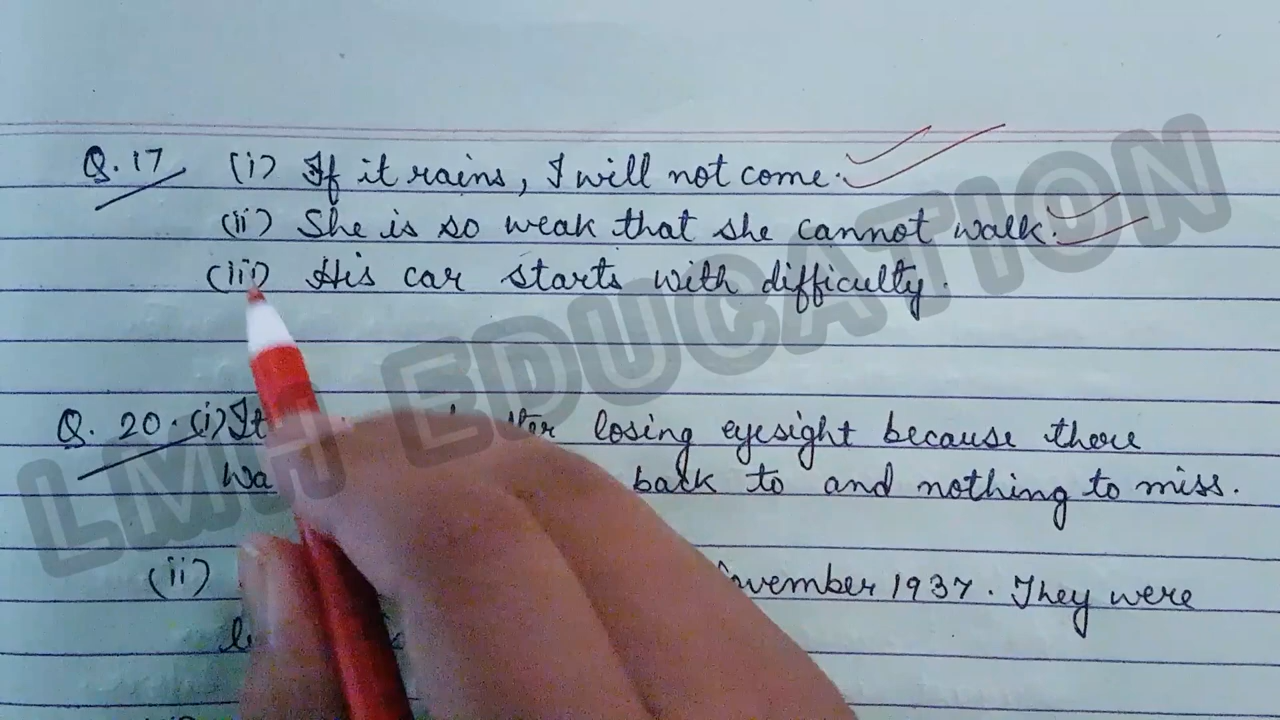 Q.17 (i) If it rains, I will not come.
(ii) She is so weak that she cannot walk.
(iii) His car starts with difficulty.
Q. 20. (i) It losing eyesight because there
back to and nothing to miss.
(ii) 1937. They were
LMH EDUCATION